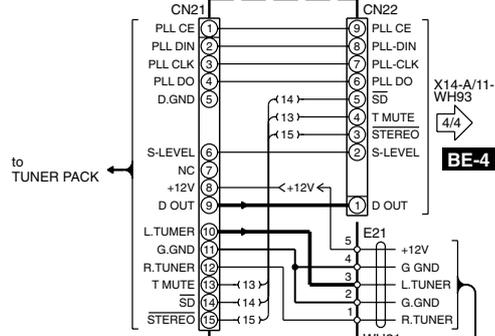 CN21 CN22
PLL CE 1 9 PLL CE
PLL DIN 2 8 PLL-DIN
PLL CLK 3 7 PLL-CLK
PLL DO 4 6 PLL DO
D.GND 5 (14) 5 SD
(13) 4 T MUTE
(15) 3 STEREO
S-LEVEL 6 2 S-LEVEL
NC 7
+12V 8 +12V
D OUT 9 1 D OUT
X14-A/11-
WH93
4/4
BE-4
to
TUNER PACK
L.TUMER 10 E21
G.GND 11 5 +12V
R.TUNER 12 4 G GND
T MUTE 13 (13) 3 L.TUNER
SD 14 (14) 2 G.GND
STEREO 15 (15) 1 R.TUNER